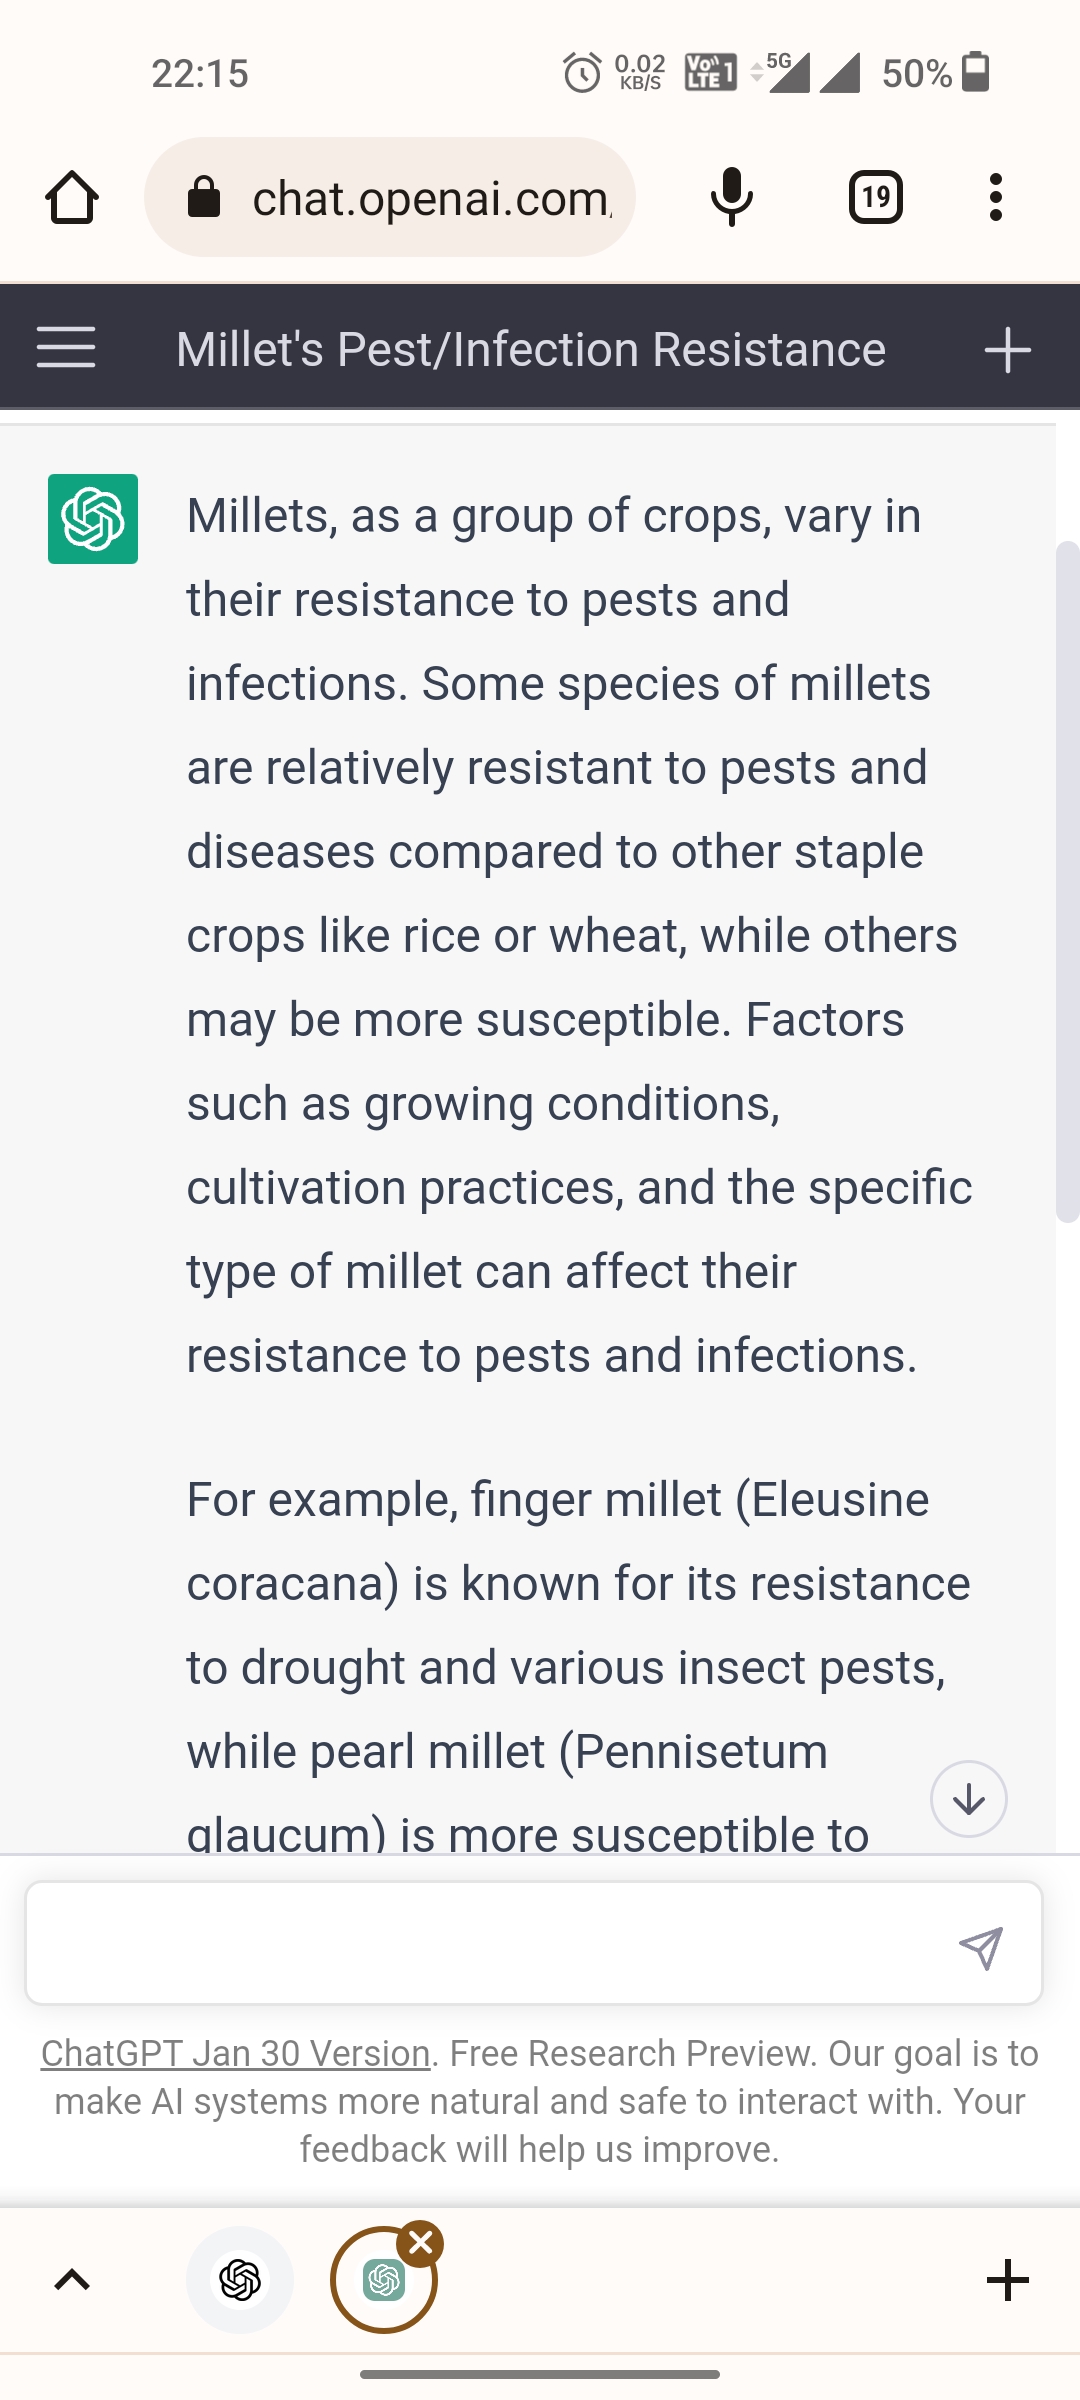 22:15
0.02
KB/S
Vo))
LTE 1
5G
50%
chat.openai.com
19
Millet's Pest/Infection Resistance
Millets, as a group of crops, vary in
their resistance to pests and
infections. Some species of millets
are relatively resistant to pests and
diseases compared to other staple
crops like rice or wheat, while others
may be more susceptible. Factors
such as growing conditions,
cultivation practices, and the specific
type of millet can affect their
resistance to pests and infections.
For example, finger millet (Eleusine
coracana) is known for its resistance
to drought and various insect pests,
while pearl millet (Pennisetum
glaucum) is more susceptible to
ChatGPT Jan 30 Version. Free Research Preview. Our goal is to
make AI systems more natural and safe to interact with. Your
feedback will help us improve.